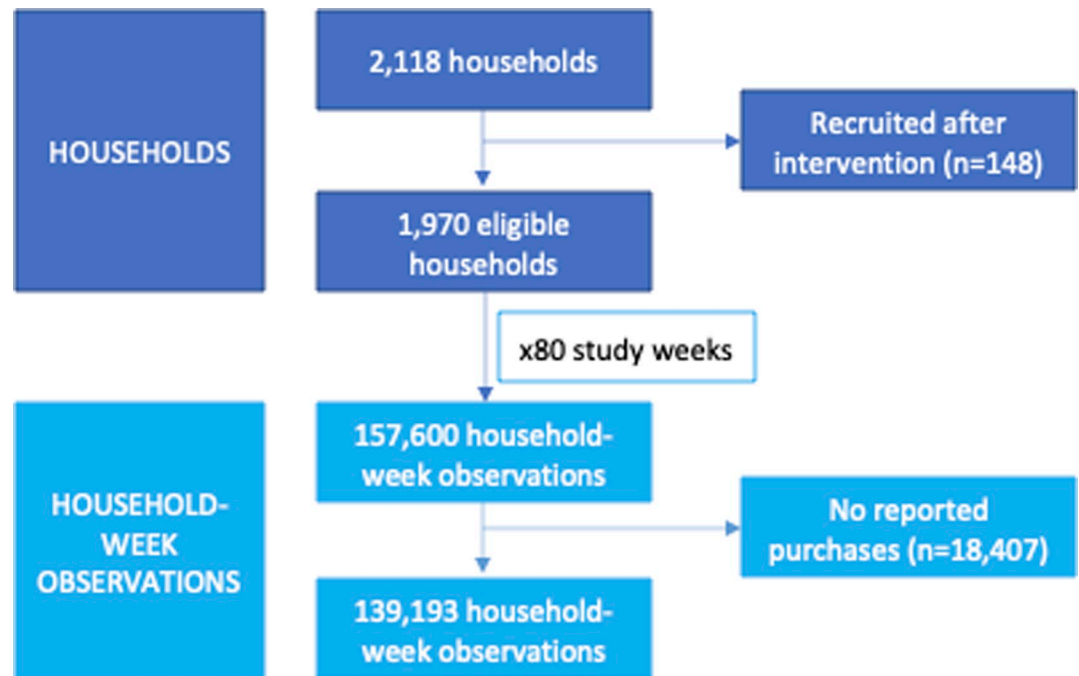 HOUSEHOLDS
2,118 households
Recruited after
intervention (n=148)
1,970 eligible
households
x80 study weeks
HOUSEHOLD-
WEEK
OBSERVATIONS
157,600 household-
week observations
No reported
purchases (n=18,407)
139,193 household-
week observations